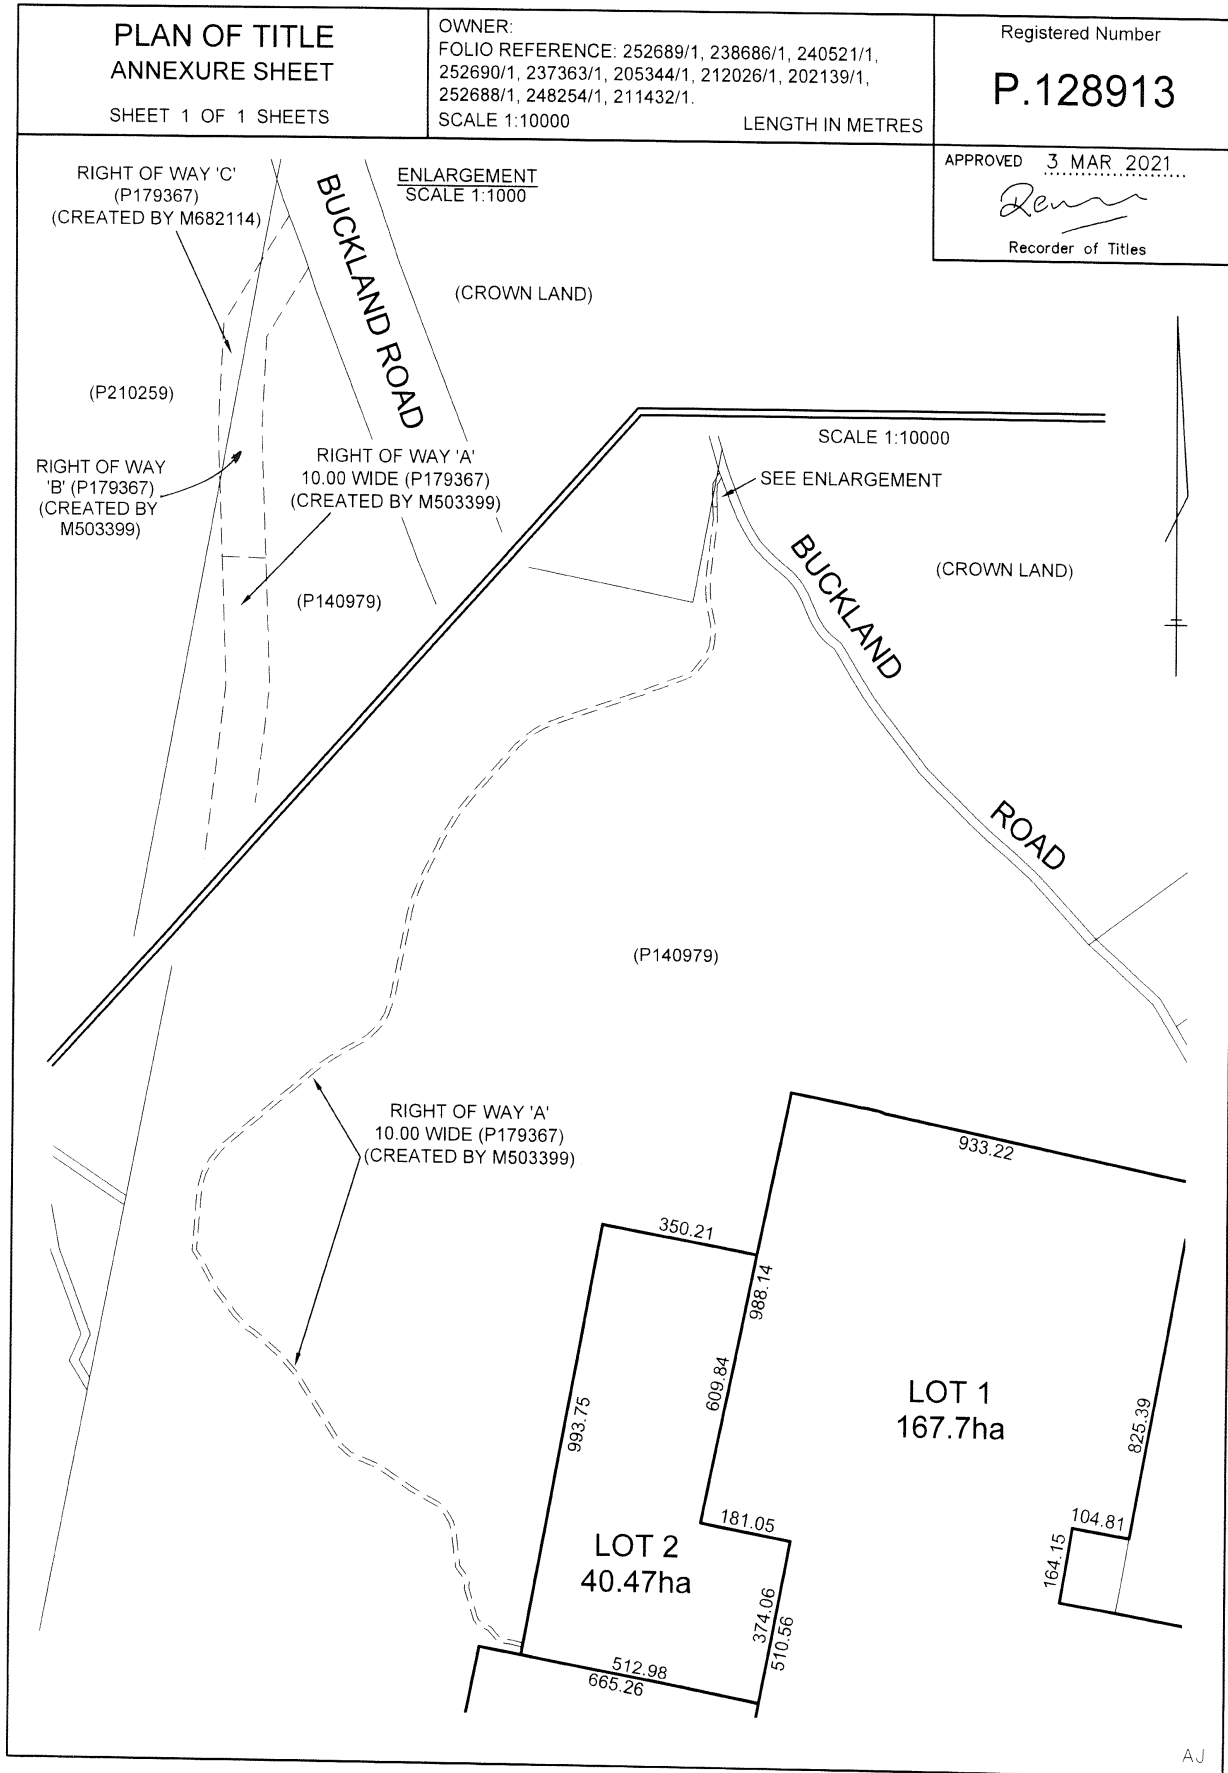 PLAN OF TITLE
ANNEXURE SHEET
SHEET 1 OF 1 SHEETS
OWNER:
FOLIO REFERENCE: 252689/1, 238686/1, 240521/1,
252690/1, 237363/1, 205344/1, 212026/1, 202139/1,
252688/1, 248254/1, 211432/1.
SCALE 1:10000 LENGTH IN METRES
Registered Number
P.128913
APPROVED 3 MAR 2021
Recorder of Titles
RIGHT OF WAY 'C'
(P179367)
(CREATED BY M682114)
ENLARGEMENT
SCALE 1:1000
BUCKLAND ROAD
(CROWN LAND)
(P210259)
RIGHT OF WAY
'B' (P179367)
(CREATED BY
M503399)
RIGHT OF WAY 'A'
10.00 WIDE (P179367)
(CREATED BY M503399)
(P140979)
SCALE 1:10000
SEE ENLARGEMENT
BUCKLAND
ROAD
(CROWN LAND)
(P140979)
RIGHT OF WAY 'A'
10.00 WIDE (P179367)
(CREATED BY M503399)
933.22
350.21
988.14
609.84
993.75
LOT 1
167.7ha
825.39
104.81
164.15
181.05
LOT 2
40.47ha
374.06
510.56
512.98
665.26
AJ